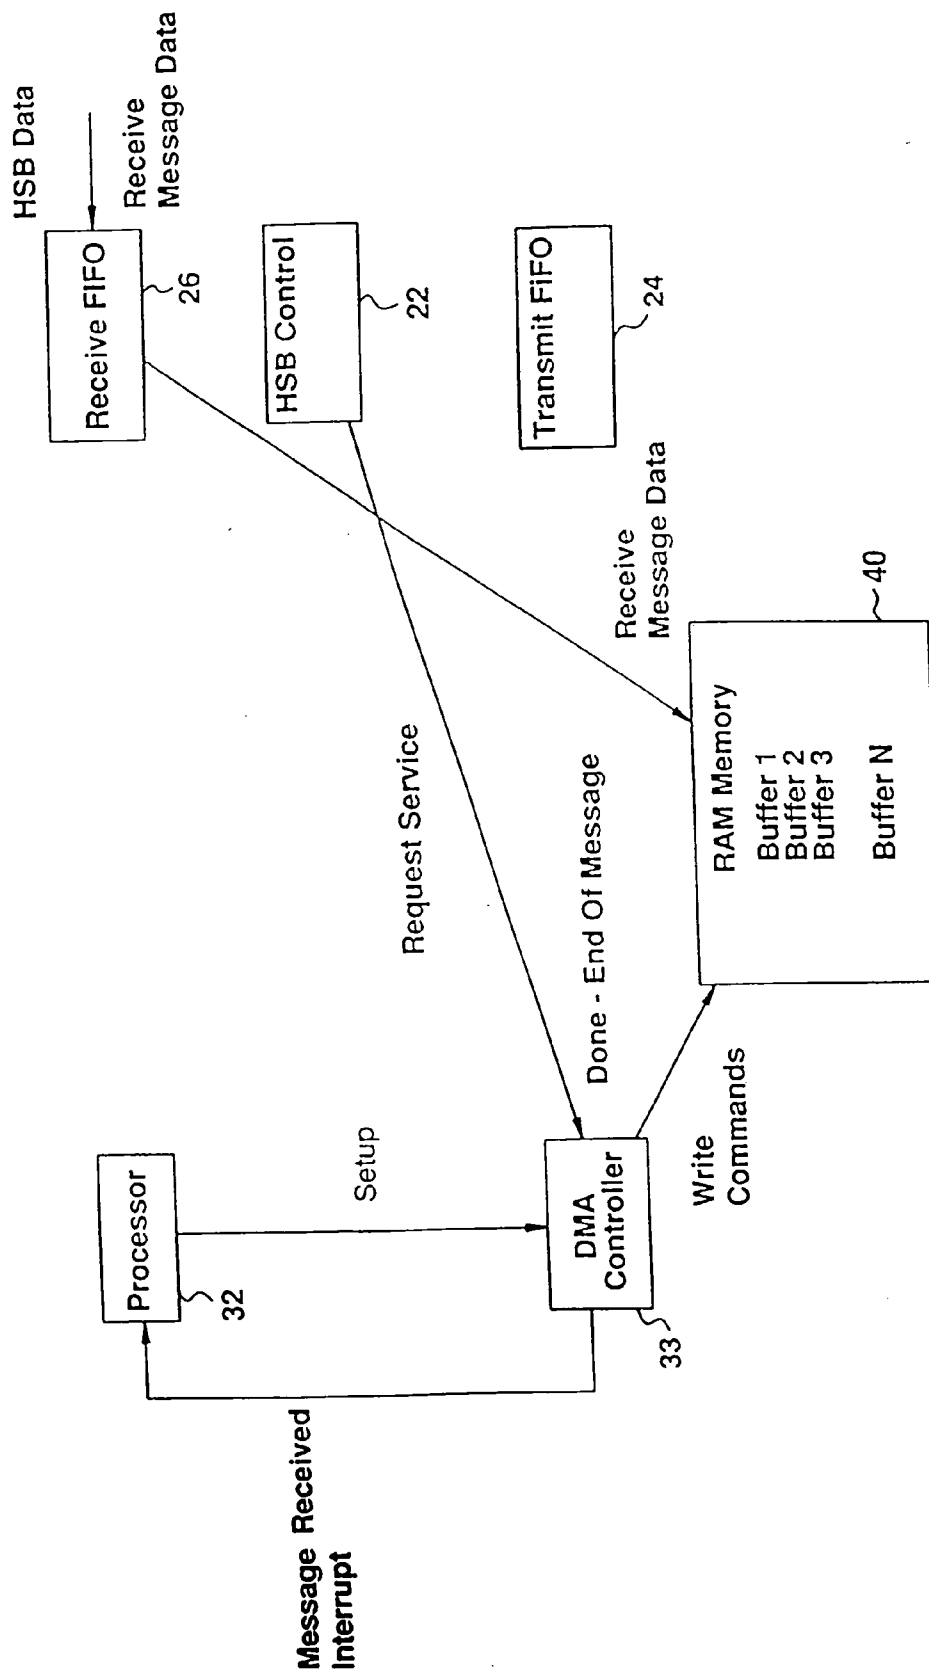 HSB Data
Receive
Message Data
Receive FIFO
26
HSB Control
22
Transmit FiFO
24
Receive
Message Data
Request Service
Done - End Of Message
RAM Memory
Buffer 1
Buffer 2
Buffer 3
Buffer N
40
Processor
32
Setup
DMA
Controller
33
Write
Commands
Message Received
Interrupt